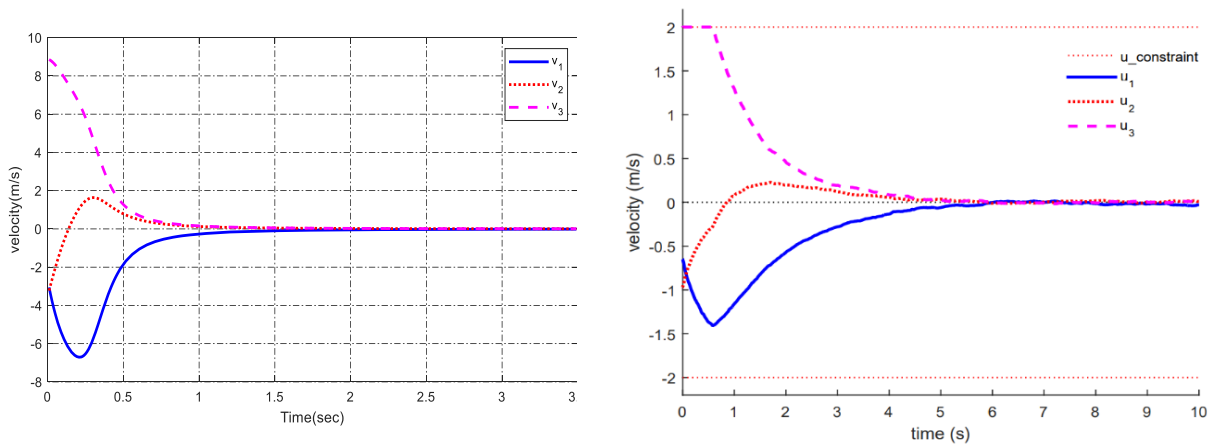 10
8
6
4
2
0
-2
-4
-6
-8
velocity(m/s)
v1
v2
v3
0 0.5 1 1.5 2 2.5 3 3.
Time(sec)
2
1.5
1
0.5
0
-0.5
-1
-1.5
-2
velocity (m/s)
u_constraint
u1
u2
u3
0 1 2 3 4 5 6 7 8 9 10
time (s)